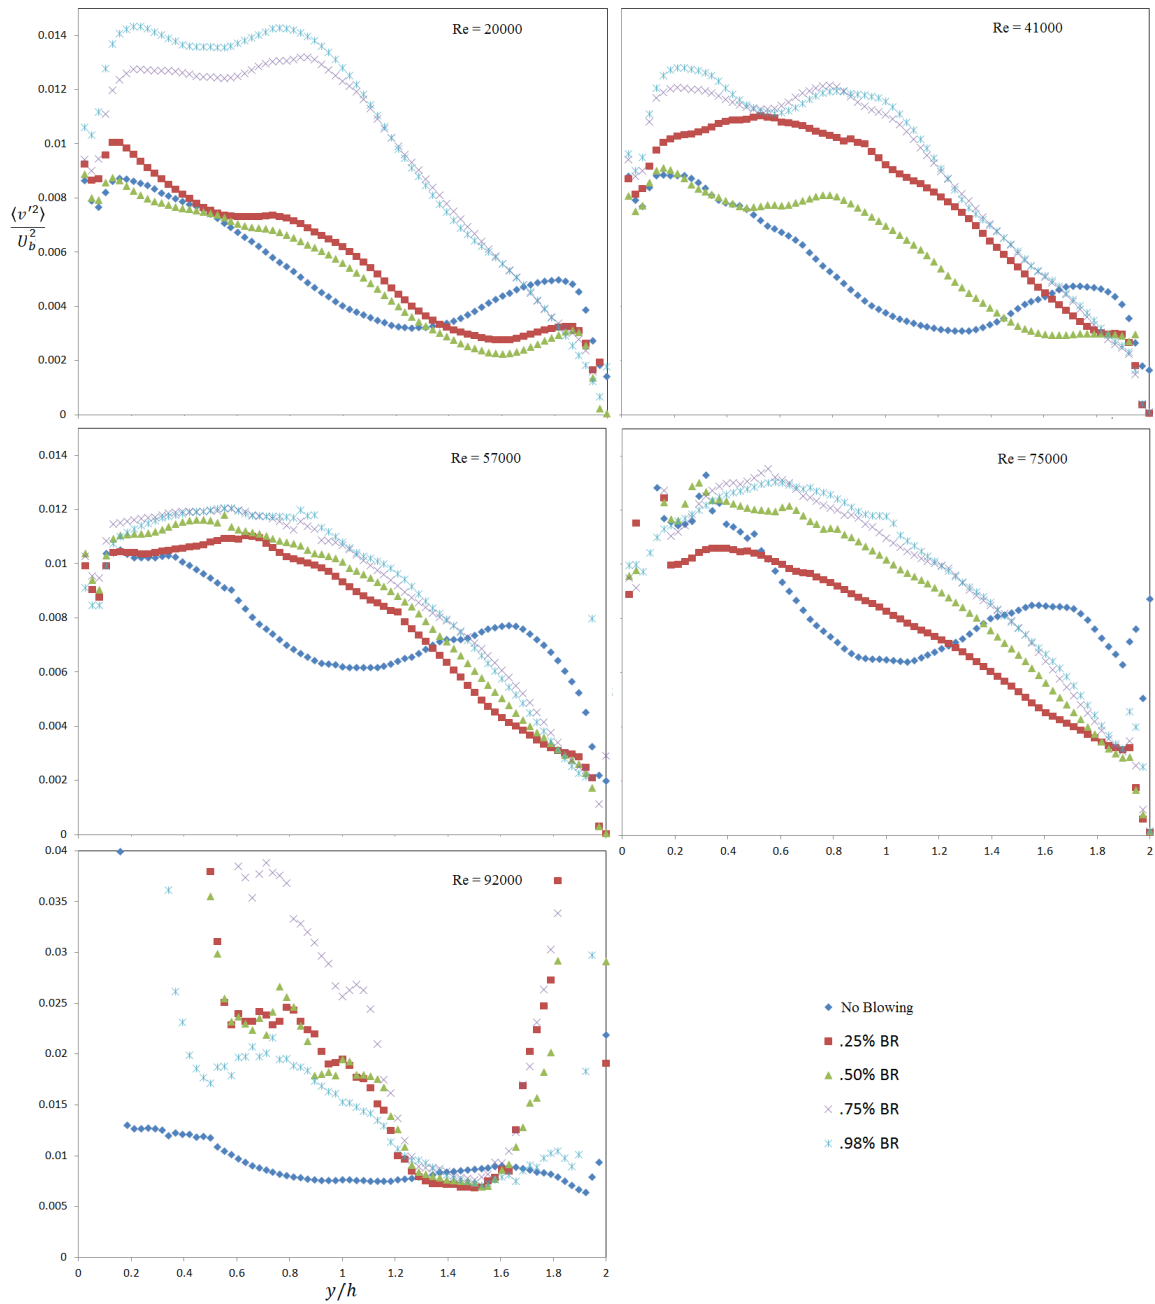 Re = 20000
0.014
0.012
0.01
0.008
⟨v′²⟩
U_b²
0.006
0.004
0.002
0
Re = 41000
Re = 57000
0.014
0.012
0.01
0.008
0.006
0.004
0.002
0
Re = 75000
0 0.2 0.4 0.6 0.8 1 1.2 1.4 1.6 1.8 2
Re = 92000
0.04
0.035
0.03
0.025
0.02
0.015
0.01
0.005
0
0 0.2 0.4 0.6 0.8 1 1.2 1.4 1.6 1.8 2
y/h
No Blowing
.25% BR
.50% BR
.75% BR
.98% BR